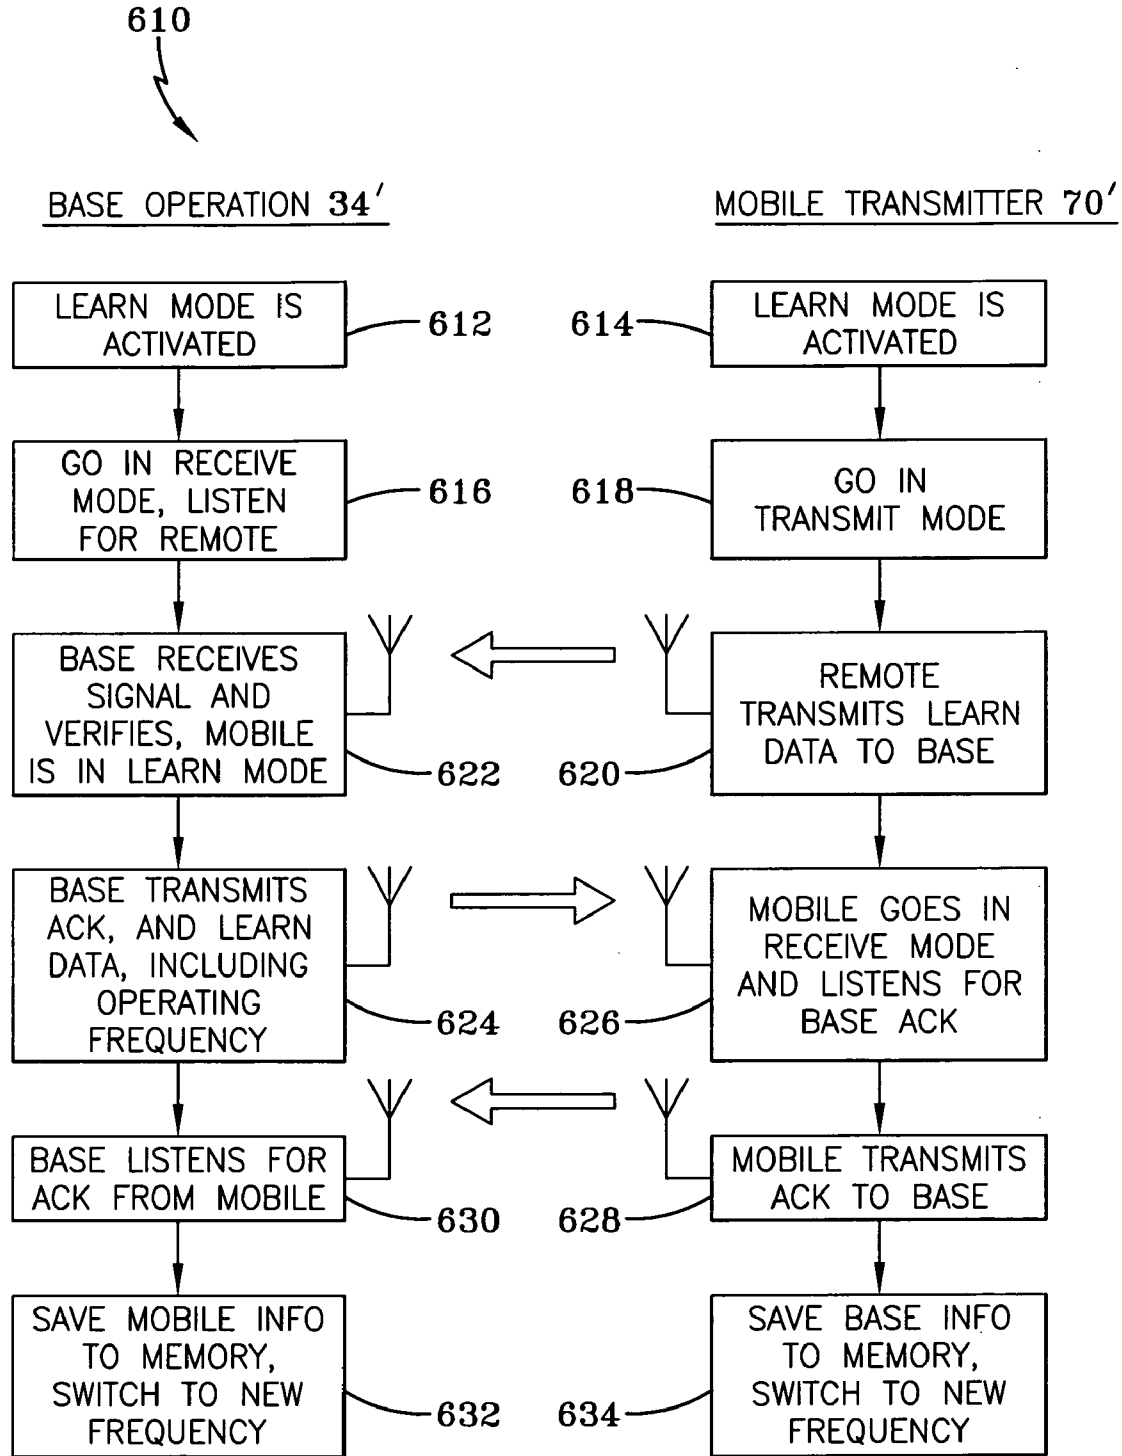 610
BASE OPERATION 34'
MOBILE TRANSMITTER 70'
LEARN MODE IS
ACTIVATED
612
614
LEARN MODE IS
ACTIVATED
GO IN RECEIVE
MODE, LISTEN
FOR REMOTE
616
618
GO IN
TRANSMIT MODE
BASE RECEIVES
SIGNAL AND
VERIFIES, MOBILE
IS IN LEARN MODE
622
620
REMOTE
TRANSMITS LEARN
DATA TO BASE
BASE TRANSMITS
ACK, AND LEARN
DATA, INCLUDING
OPERATING
FREQUENCY
624
626
MOBILE GOES IN
RECEIVE MODE
AND LISTENS FOR
BASE ACK
BASE LISTENS FOR
ACK FROM MOBILE
630
628
MOBILE TRANSMITS
ACK TO BASE
SAVE MOBILE INFO
TO MEMORY,
SWITCH TO NEW
FREQUENCY
632
634
SAVE BASE INFO
TO MEMORY,
SWITCH TO NEW
FREQUENCY